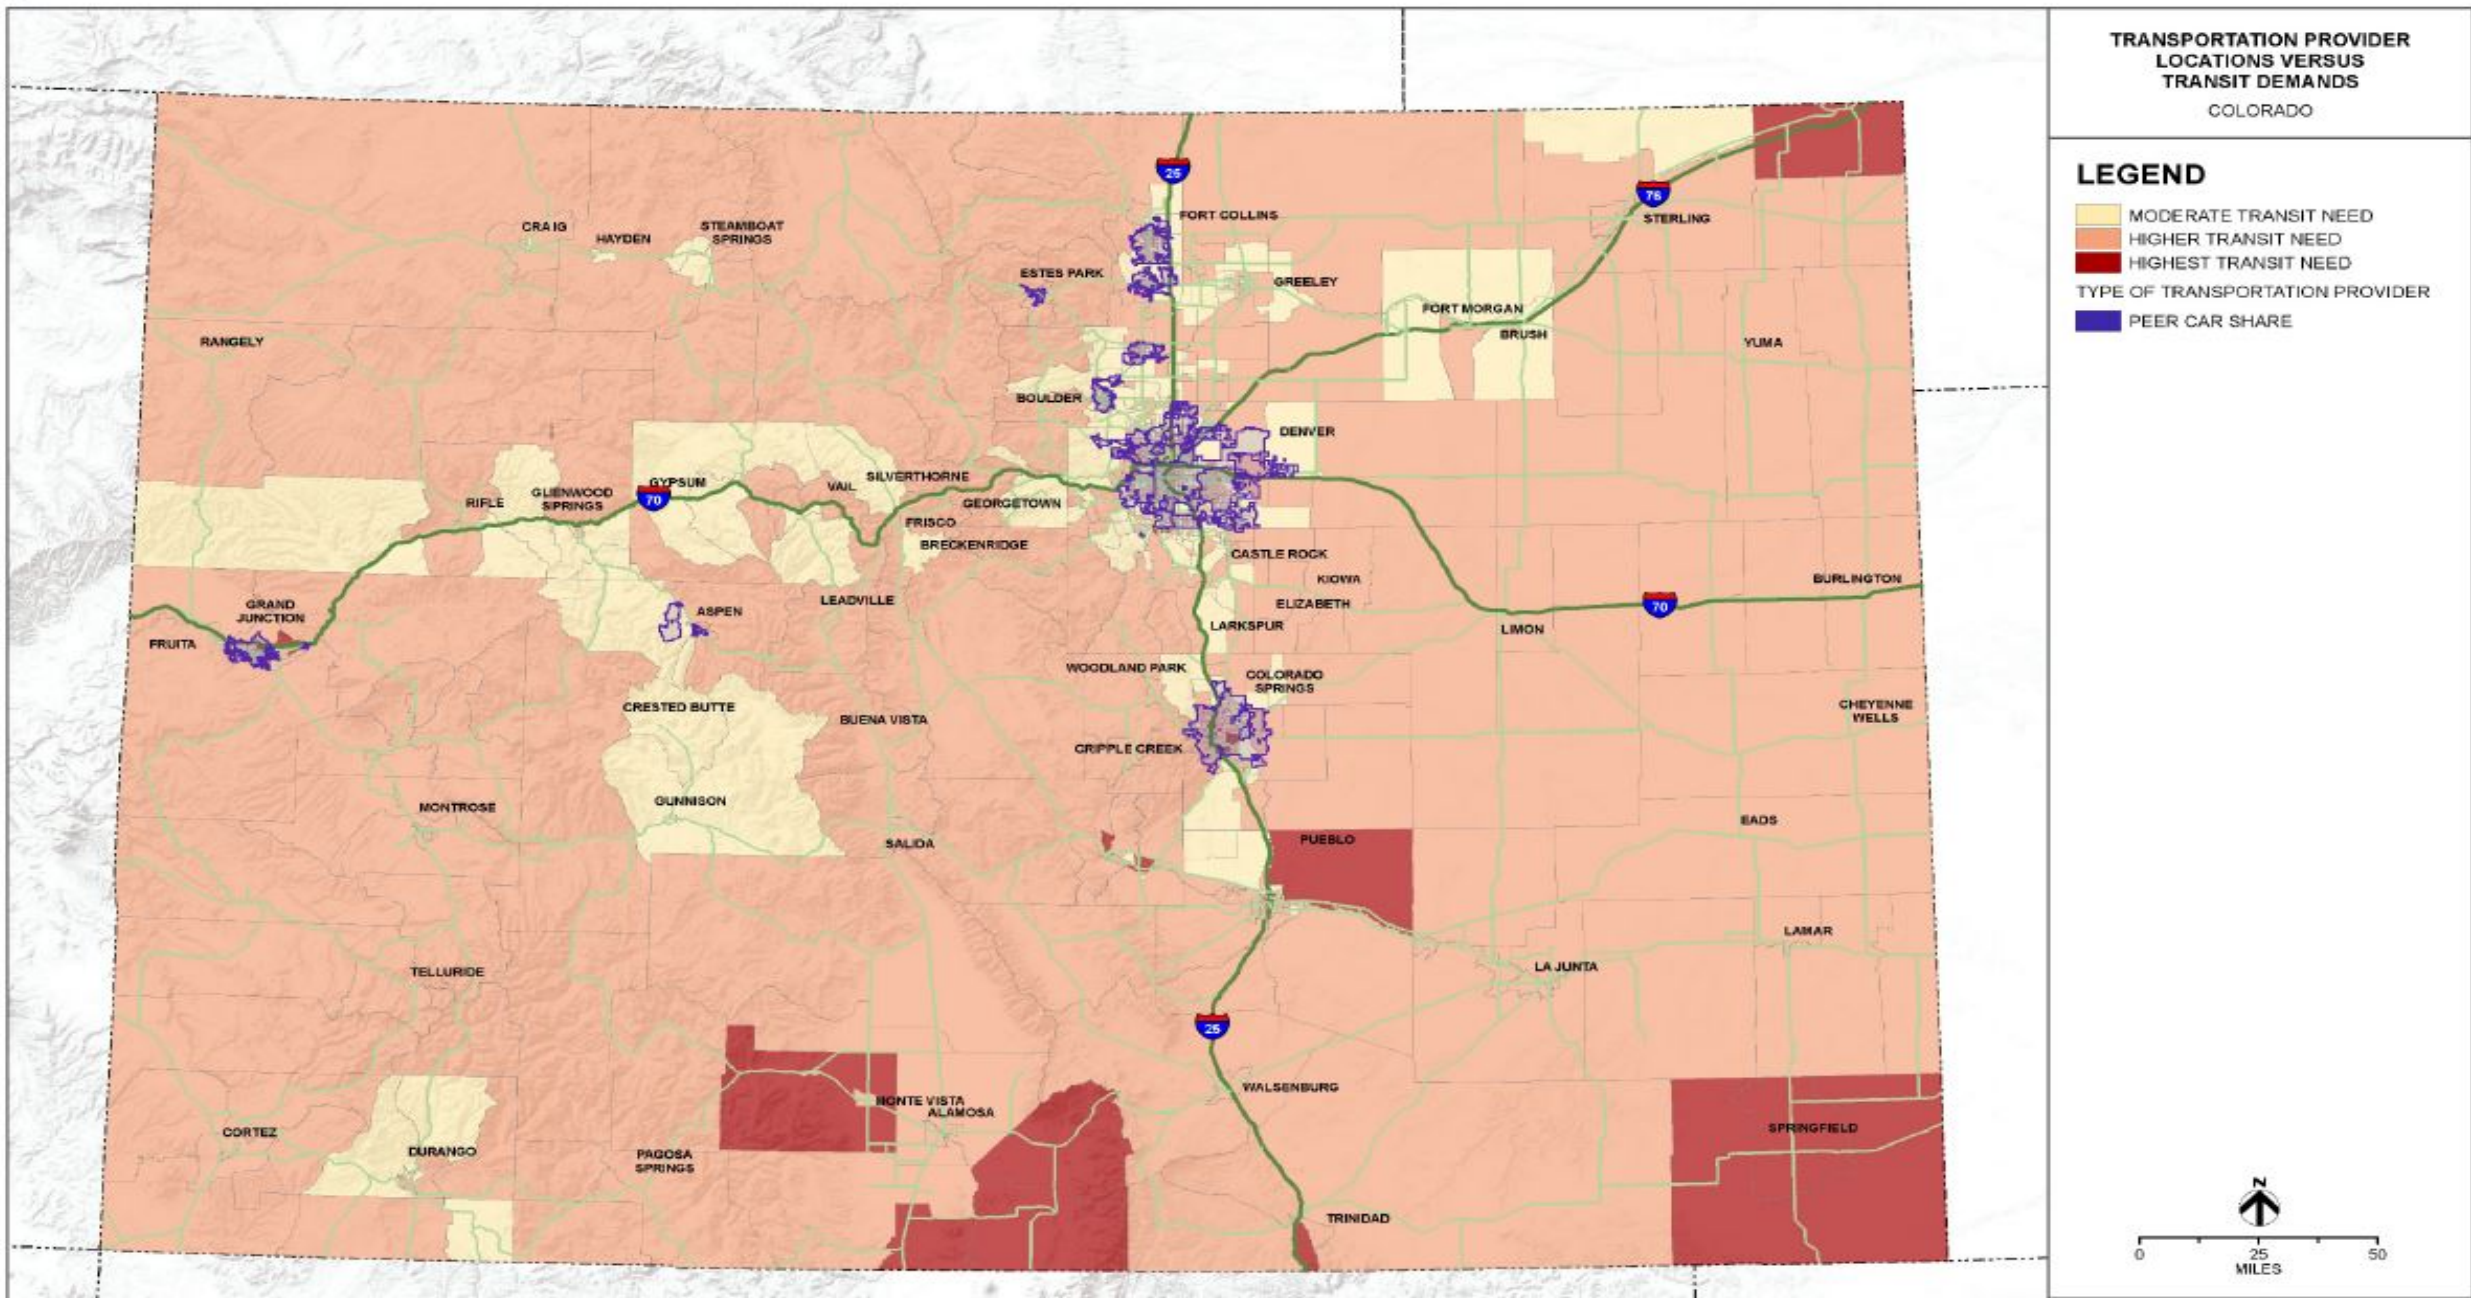 TRANSPORTATION PROVIDER
LOCATIONS VERSUS
TRANSIT DEMANDS
COLORADO
LEGEND
MODERATE TRANSIT NEED
HIGHER TRANSIT NEED
HIGHEST TRANSIT NEED
TYPE OF TRANSPORTATION PROVIDER
PEER CAR SHARE
25
76
FORT COLLINS
STERLING
CRAIG
HAYDEN
STEAMBOAT
SPRINGS
ESTES PARK
GREELEY
FORT MORGAN
BRUSH
RANGELY
YUMA
BOULDER
DENVER
RIFLE
GLENWOOD
SPRINGS
GYPSUM
70
VAIL
SILVERTHORNE
GEORGETOWN
FRISCO
BRECKENRIDGE
CASTLE ROCK
KIOWA
BURLINGTON
GRAND
JUNCTION
ASPEN
LEADVILLE
ELIZABETH
70
LARKSPUR
LIMON
FRUITA
WOODLAND PARK
COLORADO
SPRINGS
CRESTED BUTTE
BUENA VISTA
CHEYENNE
WELLS
CRIPPLE CREEK
GUNNISON
MONTROSE
EADS
SALIDA
PUEBLO
LAMAR
TELLURIDE
LA JUNTA
25
WALSENBURG
MONTE VISTA
ALAMOSA
CORTEZ
DURANGO
PAGOSA
SPRINGS
SPRINGFIELD
TRINIDAD
N
0 25 50
MILES